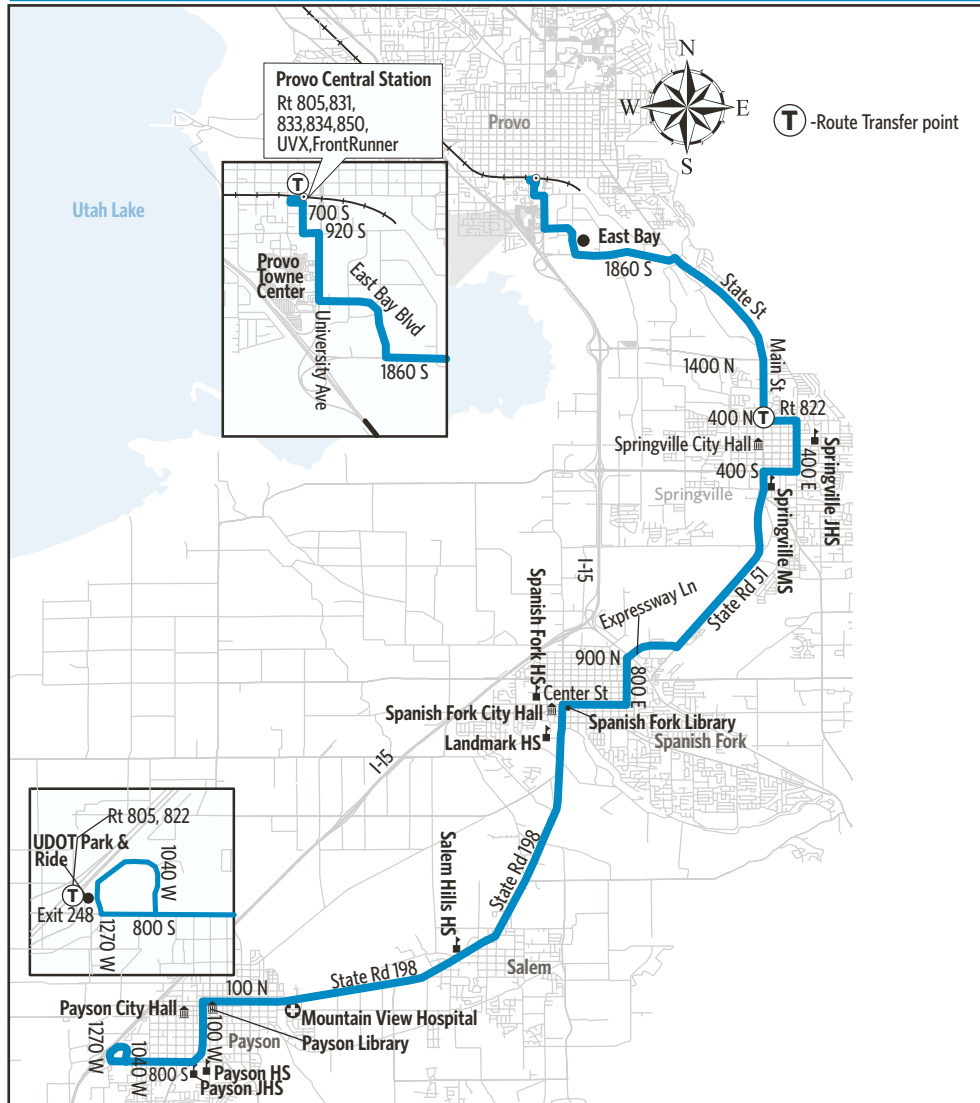 Provo Central Station
Rt 805,831,
833,834,850,
UVX,FrontRunner
N
W
E
S
T
-Route Transfer point
Provo
Utah Lake
T
700 S
920 S
Provo
Towne
Center
East Bay Blvd
University Ave
1860 S
East Bay
1860 S
State St
Main St
1400 N
400 N
T
Rt 822
Springville City Hall
400 E
Springville JHS
400 S
Springville
Springville MS
I-15
State Rd 51
Expressway Ln
Spanish Fork HS
900 N
800 E
Center St
Spanish Fork City Hall
Spanish Fork Library
Landmark HS
Spanish Fork
I-15
Rt 805, 822
UDOT Park &
Ride
1040 W
T
Exit 248
1270 W
800 S
State Rd 198
Salem Hills HS
Salem
State Rd 198
100 N
Payson City Hall
Mountain View Hospital
100 W
Payson
Payson Library
1270 W
1040 W
800 S
Payson HS
Payson JHS